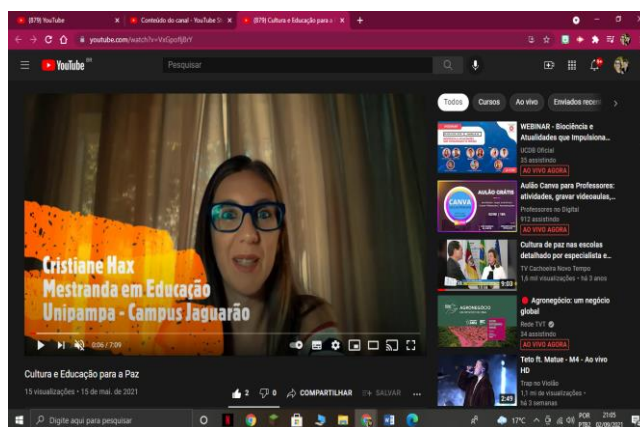 (879) YouTube
Conteúdo do canal - YouTube St
(879) Cultura e Educação para a
youtube.com/watch?v=
YouTube BR
Pesquisar
Cristiane Hax
Mestranda em Educação
Unipampa - Campus Jaguarão
0:06 / 7:09
Cultura e Educação para a Paz
15 visualizações • 15 de mai. de 2021
2
0
COMPARTILHAR
SALVAR
Todos
Cursos
Ao vivo
Enviados recen
WEBINAR - Biociência e
Atualidades que Impulsiona...
UCDB Oficial
35 assistindo
AO VIVO AGORA
AULÃO GRÁTIS
CANVA
Aulão Canva para Professores:
atividades, gravar videoaulas,...
Professores no Digital
912 assistindo
AO VIVO AGORA
9:03
Cultura de paz nas escolas
detalhado por especialista e...
TV Cachoeira Novo Tempo
1,6 mil visualizações • há 3 anos
AGRONEGÓCIO
Agronegócio: um negócio
global
Rede TVT
34 assistindo
AO VIVO AGORA
2:49
Teto ft. Matue - M4 - Ao vivo
HD
Trap no Violão
1,1 mi de visualizações •
há 3 semanas
Digite aqui para pesquisar
17°C
POR
PTB2
21:05
02/09/2021